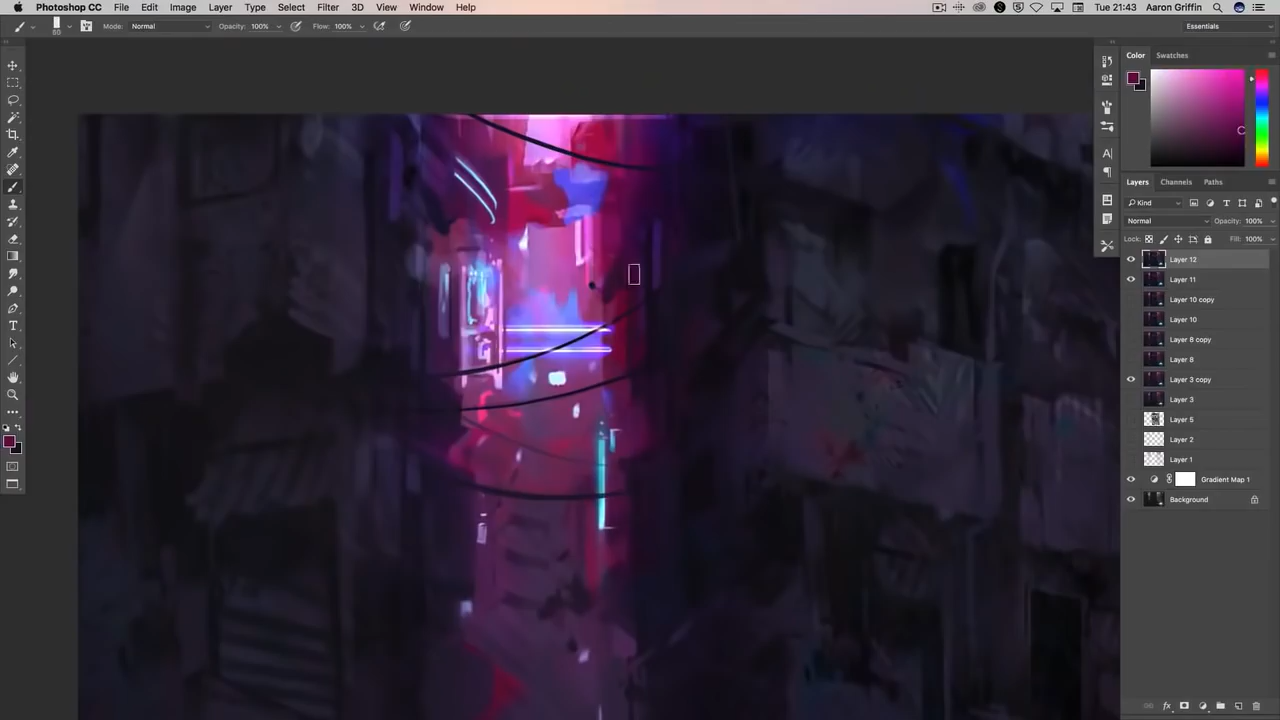 Photoshop CC File Edit Image Layer Type Select Filter 3D View Window Help Tue 21:43 Aaron Griffin
50 Mode: Normal Opacity: 100% Flow: 100% Essentials
Color Swatches
Layers Channels Paths
Kind
Normal Opacity: 100%
Lock: Fill: 100%
Layer 12
Layer 11
Layer 10 copy
Layer 10
Layer 8 copy
Layer 8
Layer 3 copy
Layer 3
Layer 5
Layer 2
Layer 1
Gradient Map 1
Background